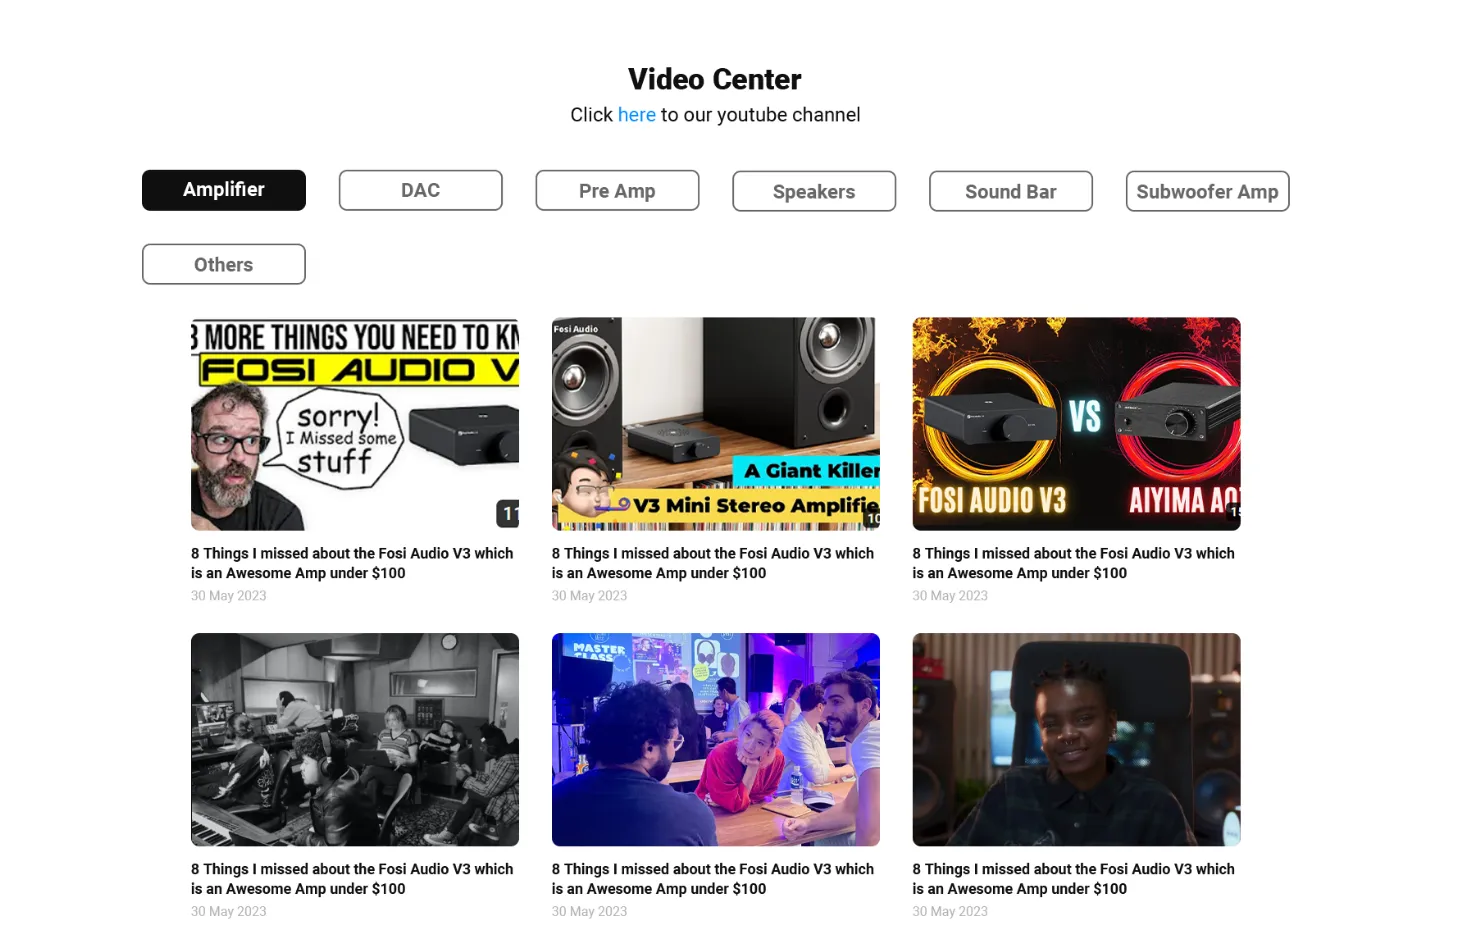 Video Center
Click here to our youtube channel
Amplifier
DAC
Pre Amp
Speakers
Sound Bar
Subwoofer Amp
Others
3 MORE THINGS YOU NEED TO KN
FOSI AUDIO V
sorry!
I Missed some
stuff
11
Fosi Audio
A Giant Killer
V3 Mini Stereo Amplifie
10
VS
FOSI AUDIO V3
AIYIMA A07
15
8 Things I missed about the Fosi Audio V3 which
is an Awesome Amp under $100
30 May 2023
8 Things I missed about the Fosi Audio V3 which
is an Awesome Amp under $100
30 May 2023
8 Things I missed about the Fosi Audio V3 which
is an Awesome Amp under $100
30 May 2023
MASTER
CLASS
8 Things I missed about the Fosi Audio V3 which
is an Awesome Amp under $100
30 May 2023
8 Things I missed about the Fosi Audio V3 which
is an Awesome Amp under $100
30 May 2023
8 Things I missed about the Fosi Audio V3 which
is an Awesome Amp under $100
30 May 2023